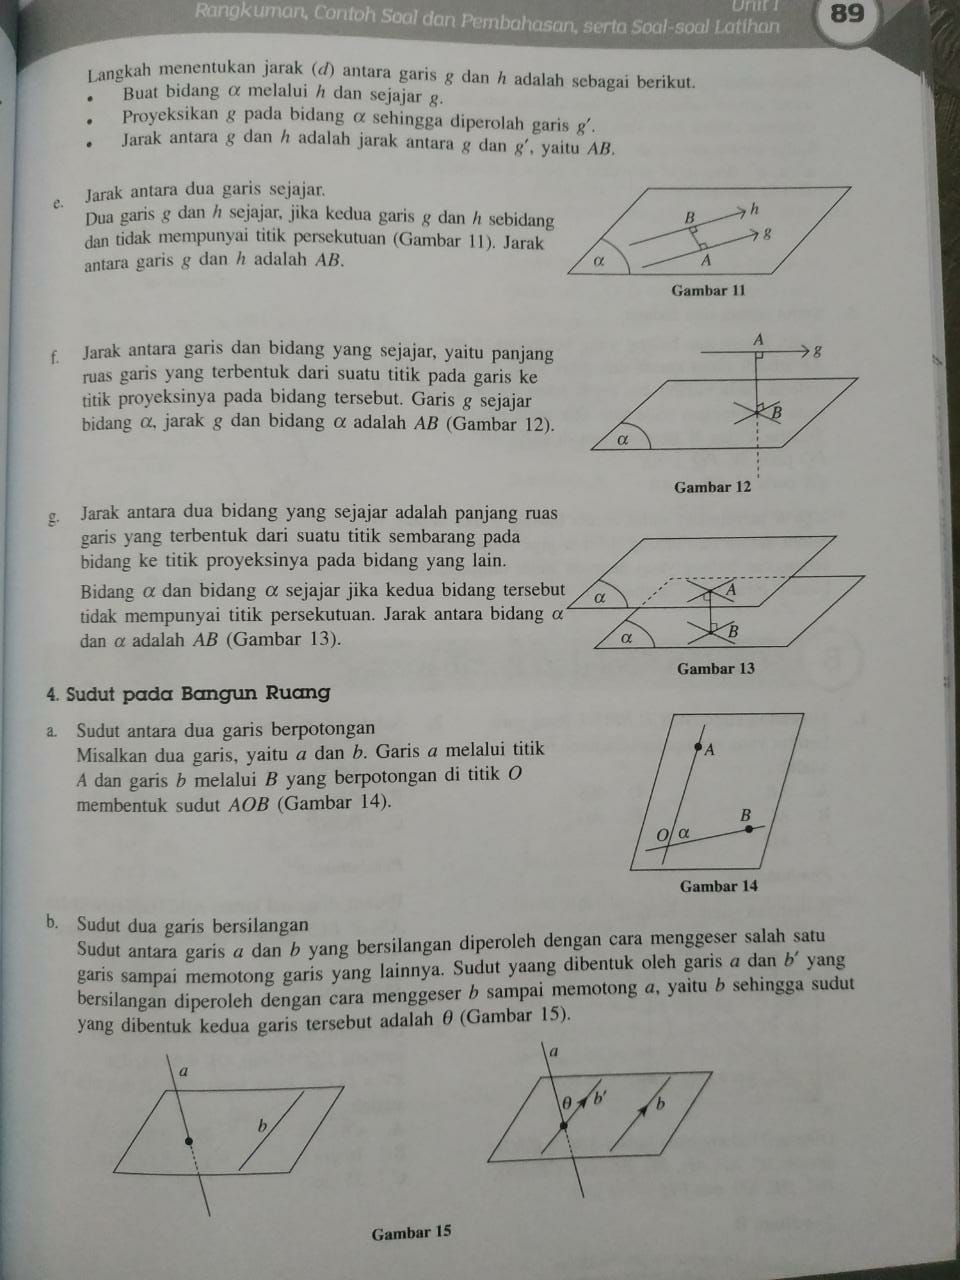 Unit 1
Rangkuman, Contoh Soal dan Pembahasan, serta Soal-soal Latihan
89
Langkah menentukan jarak (d) antara garis g dan h adalah sebagai berikut.
• Buat bidang α melalui h dan sejajar g.
• Proyeksikan g pada bidang α sehingga diperolah garis g′.
• Jarak antara g dan h adalah jarak antara g dan g′, yaitu AB.
e. Jarak antara dua garis sejajar.
Dua garis g dan h sejajar, jika kedua garis g dan h sebidang
dan tidak mempunyai titik persekutuan (Gambar 11). Jarak
antara garis g dan h adalah AB.
B
h
g
A
α
Gambar 11
f. Jarak antara garis dan bidang yang sejajar, yaitu panjang
ruas garis yang terbentuk dari suatu titik pada garis ke
titik proyeksinya pada bidang tersebut. Garis g sejajar
bidang α, jarak g dan bidang α adalah AB (Gambar 12).
A
g
B
α
Gambar 12
g. Jarak antara dua bidang yang sejajar adalah panjang ruas
garis yang terbentuk dari suatu titik sembarang pada
bidang ke titik proyeksinya pada bidang yang lain.
Bidang α dan bidang α sejajar jika kedua bidang tersebut
tidak mempunyai titik persekutuan. Jarak antara bidang α
dan α adalah AB (Gambar 13).
α
A
α
B
Gambar 13
4. Sudut pada Bangun Ruang
a. Sudut antara dua garis berpotongan
Misalkan dua garis, yaitu a dan b. Garis a melalui titik
A dan garis b melalui B yang berpotongan di titik O
membentuk sudut AOB (Gambar 14).
A
B
O
α
Gambar 14
b. Sudut dua garis bersilangan
Sudut antara garis a dan b yang bersilangan diperoleh dengan cara menggeser salah satu
garis sampai memotong garis yang lainnya. Sudut yaang dibentuk oleh garis a dan b′ yang
bersilangan diperoleh dengan cara menggeser b sampai memotong a, yaitu b sehingga sudut
yang dibentuk kedua garis tersebut adalah θ (Gambar 15).
a
b
a
θ
b′
b
Gambar 15